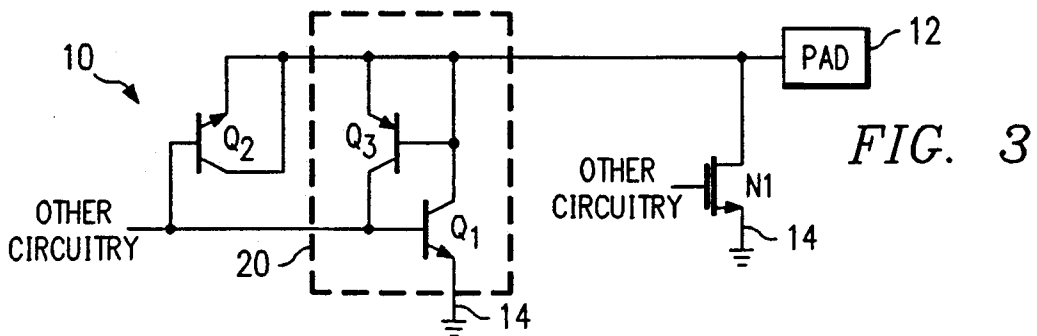 10
12
PAD
Q2
Q3
FIG. 3
OTHER
CIRCUITRY
N1
OTHER
CIRCUITRY
Q1
20
14
14